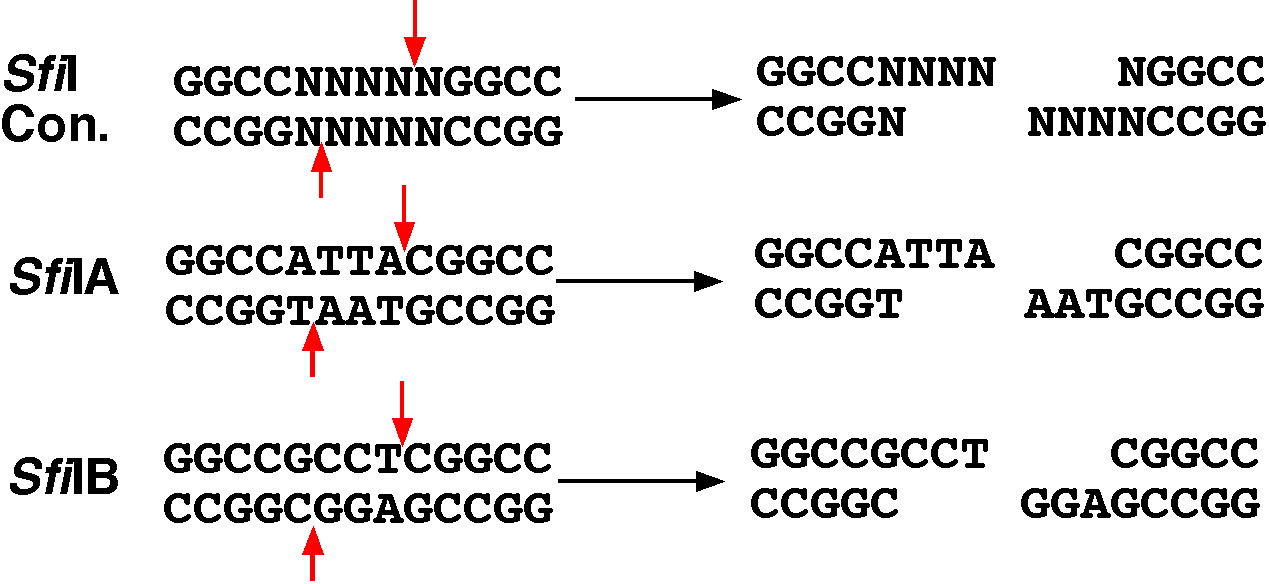 SfiI GGCCNNNNNGGCC GGCCNNNN NGGCC
Con. CCGGNNNNNCCGG CCGGN NNNNCCGG
GGCCATTACGGCC GGCCATTA CGGCC
SfiIA
CCGGTAATGCCGG CCGGT AATGCCGG
GGCCGCCTCGGCC GGCCGCCT CGGCC
SfiIB
CCGGCGGAGCCGG CCGGC GGAGCCGG